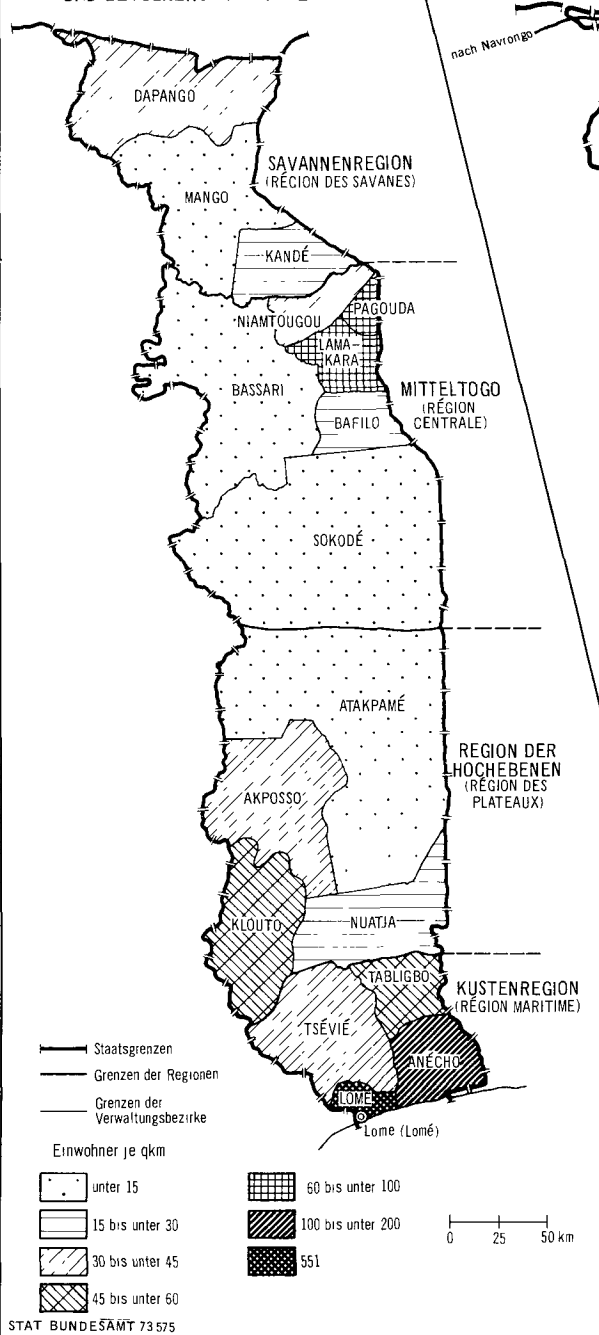 nach Navrongo
DAPANGO
SAVANNENREGION
(RÉGION DES SAVANES)
MANGO
KANDÉ
PAGOUDA
NIAMTOUGOU
LAMA-
KARA
BASSARI
MITTELTOGO
(RÉGION
CENTRALE)
BAFILO
SOKODÉ
ATAKPAMÉ
REGION DER
HOCHEBENEN
(RÉGION DES
PLATEAUX)
AKPOSSO
KLOUTO
NUATJA
TABLIGBO
KUSTENREGION
(RÉGION MARITIME)
TSÉVIÉ
ANÉCHO
LOMÉ
Lome (Lomé)
Staatsgrenzen
Grenzen der Regionen
Grenzen der
Verwaltungsbezirke
Einwohner je qkm
unter 15
15 bis unter 30
30 bis unter 45
45 bis unter 60
60 bis unter 100
100 bis unter 200
551
0 25 50 km
STAT BUNDESAMT 73 575